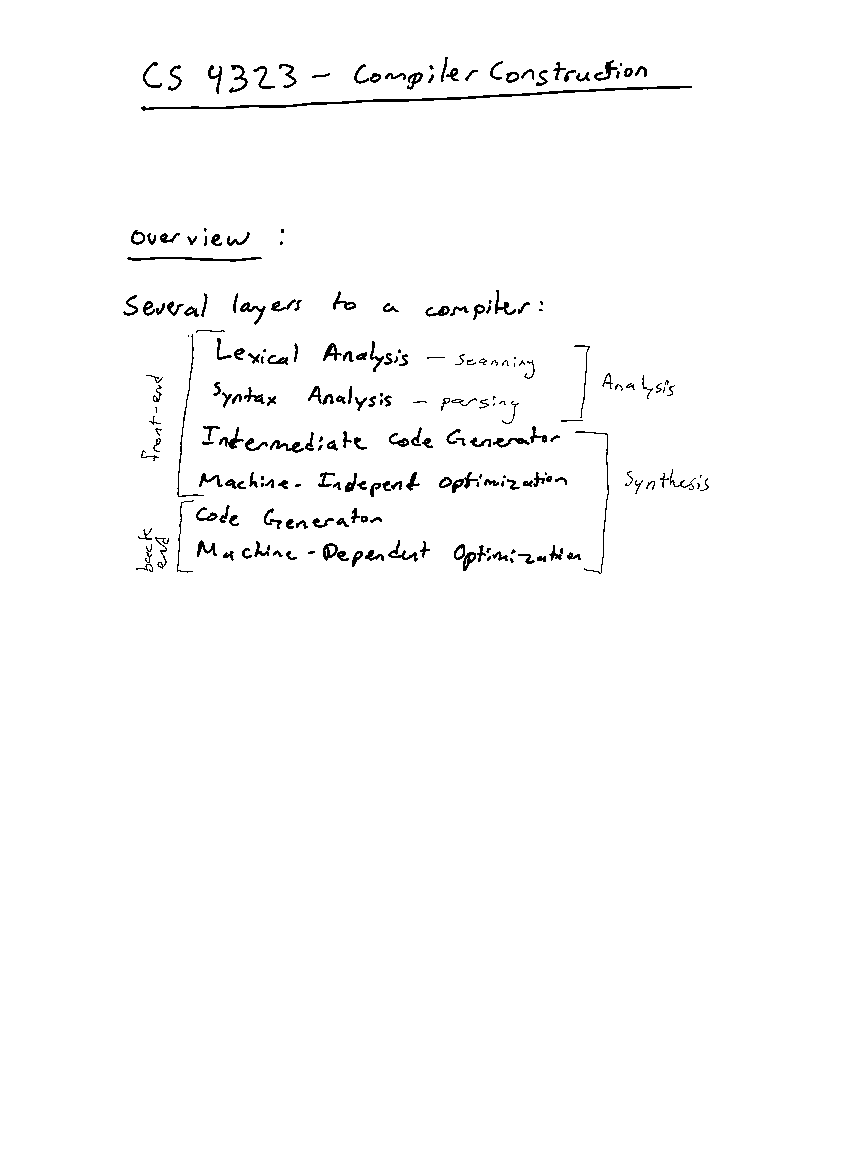 CS 4323 - Compiler Construction
Overview :
Several layers to a compiler:
Lexical Analysis - scanning
Syntax Analysis - parsing
Analysis
Intermediate Code Generator
Machine-Independ Optimization
front-end
Synthesis
Code Generator
Machine-Dependent Optimization
back
end